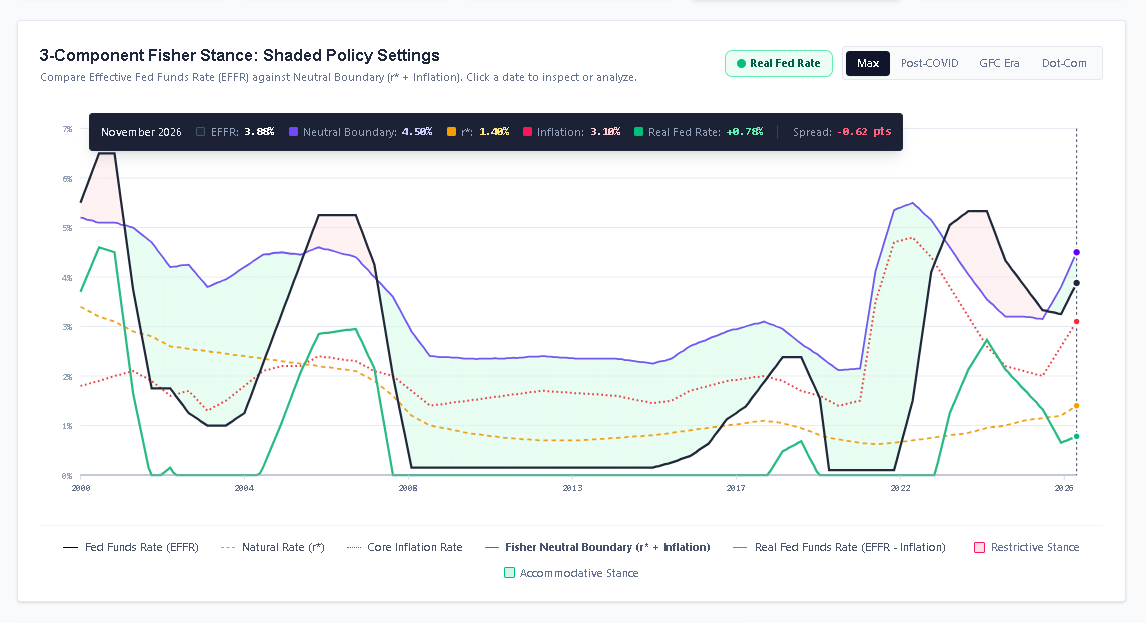 3-Component Fisher Stance: Shaded Policy Settings
Compare Effective Fed Funds Rate (EFFR) against Neutral Boundary (r* + Inflation). Click a date to inspect or analyze.
Real Fed Rate
Max Post-COVID GFC Era Dot-Com
November 2026 EFFR: 3.88% Neutral Boundary: 4.50% r*: 1.40% Inflation: 3.10% Real Fed Rate: +0.78% Spread: -0.62 pts
7%
6%
5%
4%
3%
2%
1%
0%
2000 2004 2008 2013 2017 2022 2026
Fed Funds Rate (EFFR) Natural Rate (r*) Core Inflation Rate Fisher Neutral Boundary (r* + Inflation) Real Fed Funds Rate (EFFR - Inflation) Restrictive Stance
Accommodative Stance